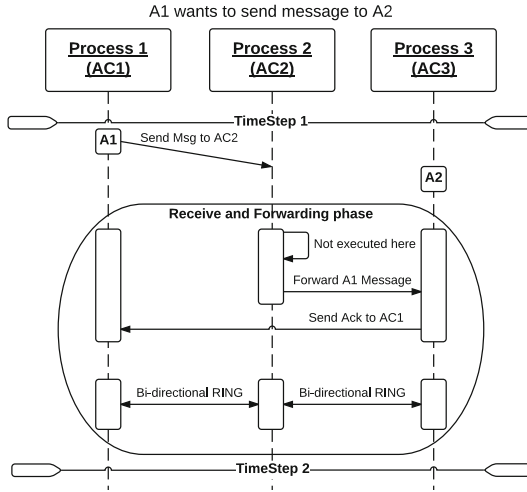 A1 wants to send message to A2
Process 1
(AC1)
Process 2
(AC2)
Process 3
(AC3)
TimeStep 1
A1
Send Msg to AC2
A2
Receive and Forwarding phase
Not executed here
Forward A1 Message
Send Ack to AC1
Bi-directional RING
Bi-directional RING
TimeStep 2